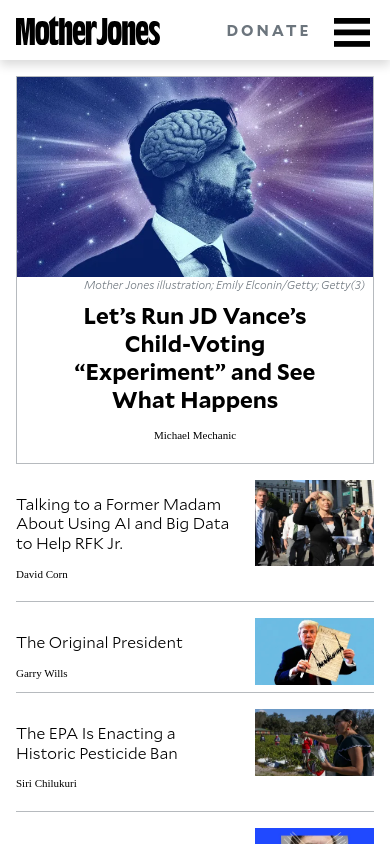 Mother Jones
DONATE
Mother Jones illustration; Emily Elconin/Getty; Getty(3)
Let’s Run JD Vance’s
Child-Voting
“Experiment” and See
What Happens
Michael Mechanic
Talking to a Former Madam
About Using AI and Big Data
to Help RFK Jr.
David Corn
The Original President
Garry Wills
The EPA Is Enacting a
Historic Pesticide Ban
Siri Chilukuri